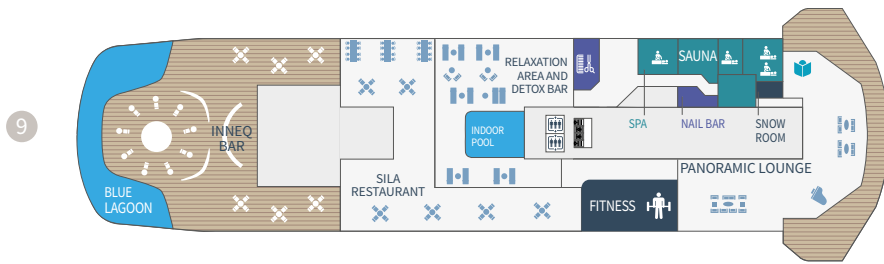 9
BLUE
LAGOON
INNEQ
BAR
SILA
RESTAURANT
RELAXATION
AREA AND
DETOX BAR
INDOOR
POOL
SAUNA
SPA
NAIL BAR
SNOW
ROOM
PANORAMIC LOUNGE
FITNESS